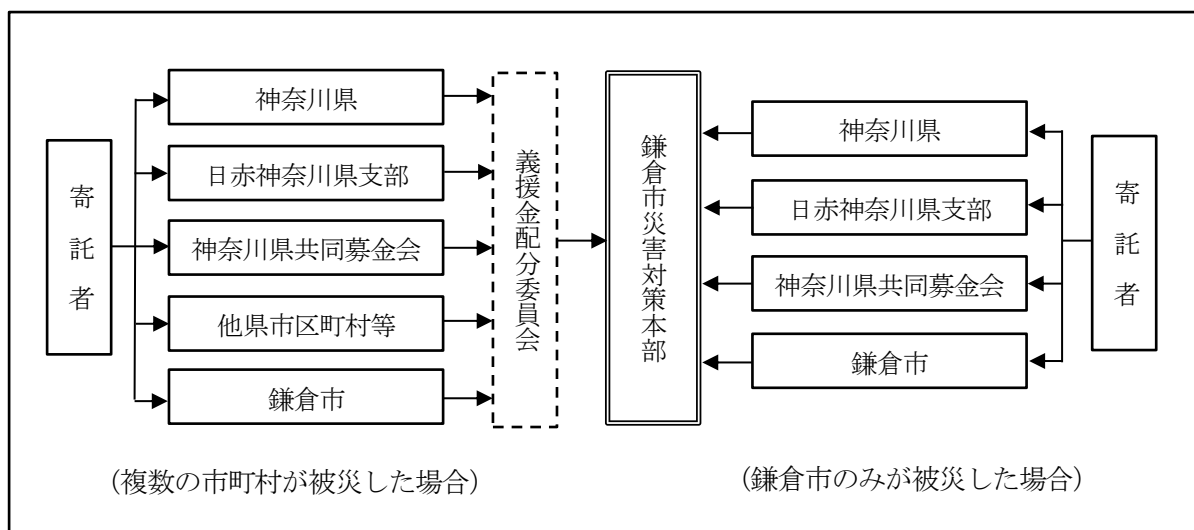 寄託者
神奈川県
日赤神奈川県支部
神奈川県共同募金会
他県市区町村等
鎌倉市
義援金配分委員会
鎌倉市災害対策本部
神奈川県
日赤神奈川県支部
神奈川県共同募金会
鎌倉市
寄託者
(複数の市町村が被災した場合)
(鎌倉市のみが被災した場合)